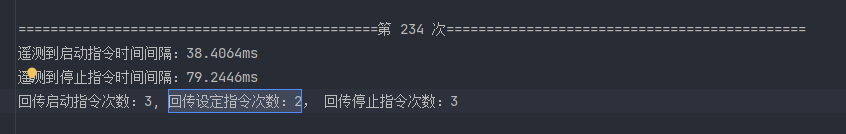 =============================================第 234 次=============================================
遥测到启动指令时间间隔：38.4064ms
遥测到停止指令时间间隔：79.2446ms
回传启动指令次数：3, 回传设定指令次数：2， 回传停止指令次数：3